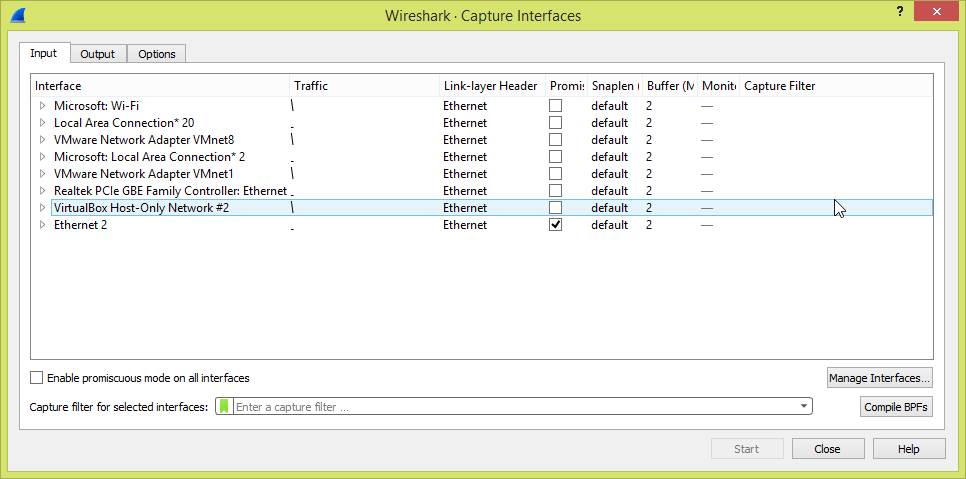 Wireshark · Capture Interfaces
?
Input Output Options
Interface Traffic Link-layer Header Promis Snaplen ( Buffer (M Monito Capture Filter
Microsoft: Wi-Fi \ Ethernet default 2 —
Local Area Connection* 20 _ Ethernet default 2 —
VMware Network Adapter VMnet8 \ Ethernet default 2 —
Microsoft: Local Area Connection* 2 _ Ethernet default 2 —
VMware Network Adapter VMnet1 \ Ethernet default 2 —
Realtek PCIe GBE Family Controller: Ethernet _ Ethernet default 2 —
VirtualBox Host-Only Network #2 \ Ethernet default 2 —
Ethernet 2 _ Ethernet default 2 —
Enable promiscuous mode on all interfaces
Manage Interfaces...
Capture filter for selected interfaces: Enter a capture filter ...
Compile BPFs
Start Close Help